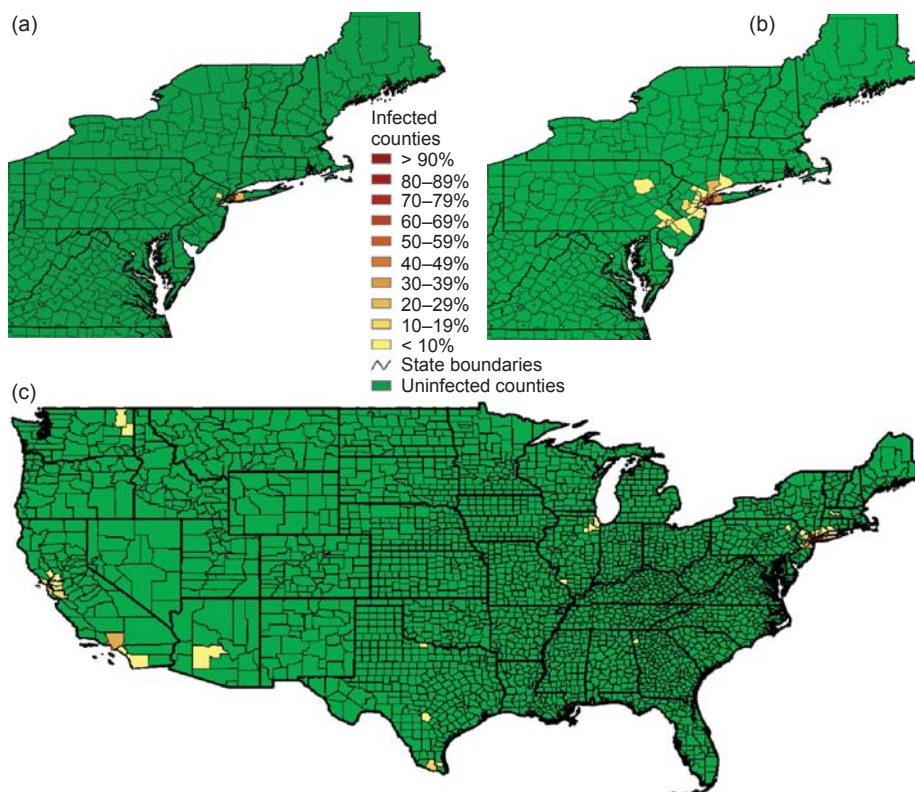 (a)
(b)
Infected
counties
> 90%
80–89%
70–79%
60–69%
50–59%
40–49%
30–39%
20–29%
10–19%
< 10%
State boundaries
Uninfected counties
(c)